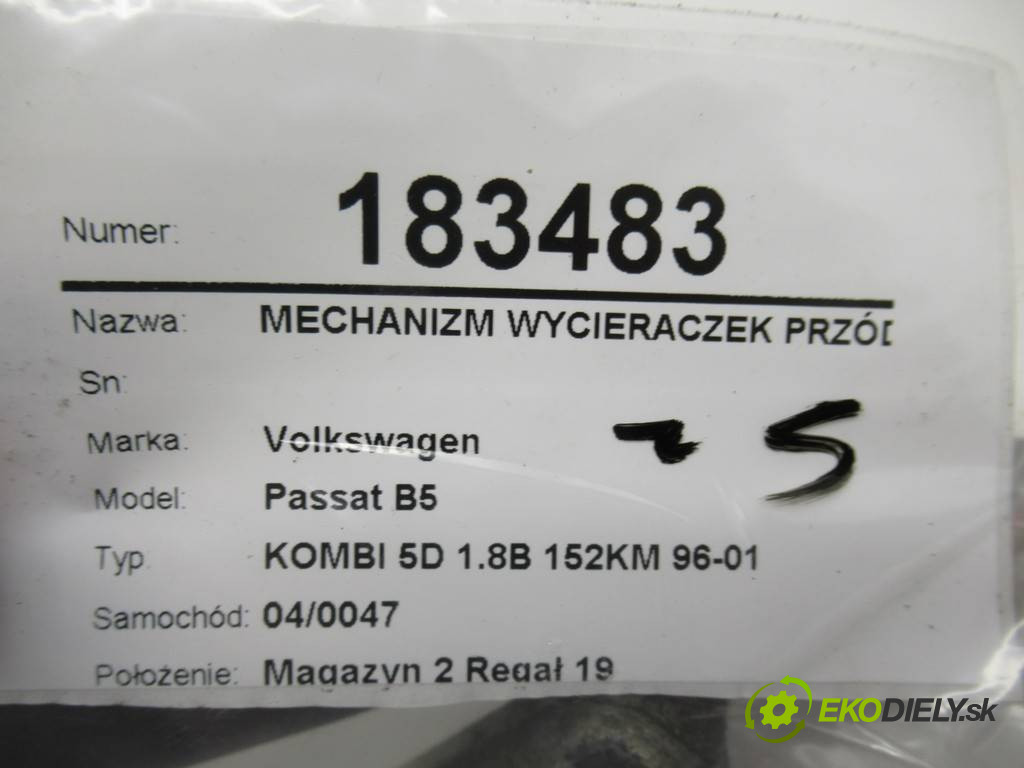 Numer: 183483
Nazwa: MECHANIZM WYCIERACZEK PRZÓD
Sn:
Marka: Volkswagen
Model: Passat B5
Typ KOMBI 5D 1.8B 152KM 96-01
Samochód: 04/0047
Położenie: Magazyn 2 Regał 19
EKODIELY.sk